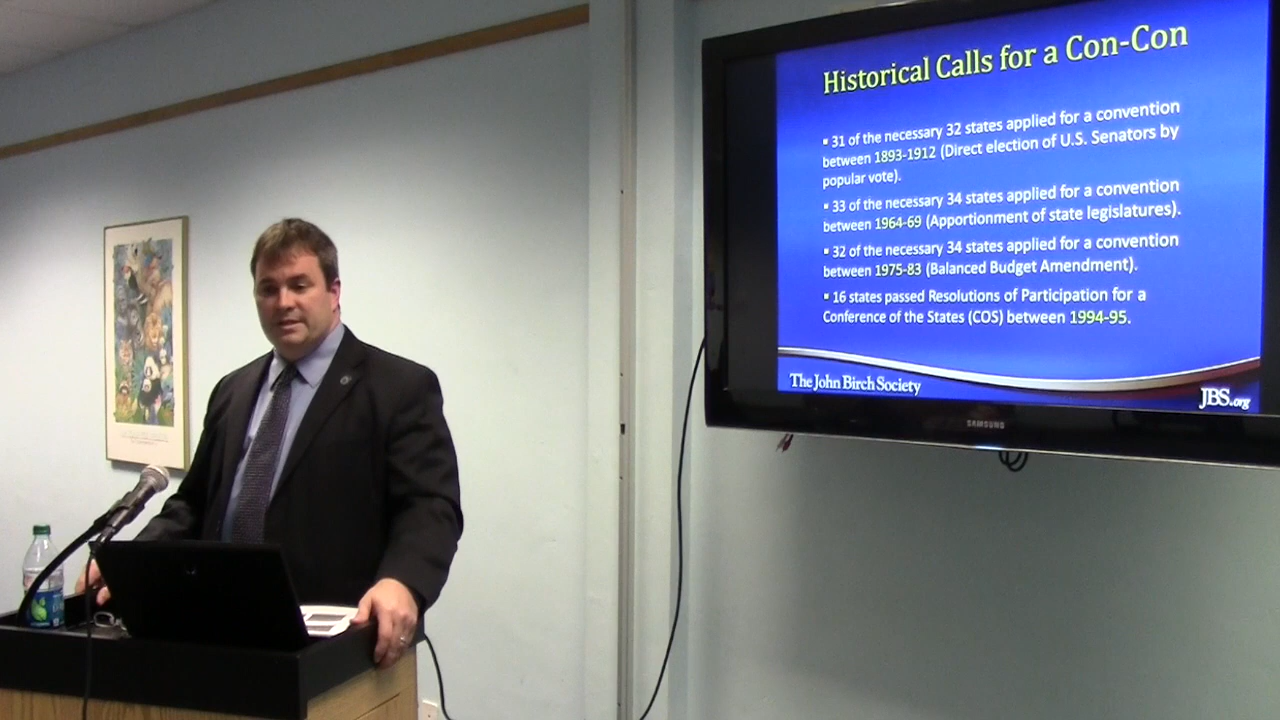 Historical Calls for a Con-Con
▪ 31 of the necessary 32 states applied for a convention
between 1893-1912 (Direct election of U.S. Senators by
popular vote).
▪ 33 of the necessary 34 states applied for a convention
between 1964-69 (Apportionment of state legislatures).
▪ 32 of the necessary 34 states applied for a convention
between 1975-83 (Balanced Budget Amendment).
▪ 16 states passed Resolutions of Participation for a
Conference of the States (COS) between 1994-95.
The John Birch Society
JBS.org
SAMSUNG